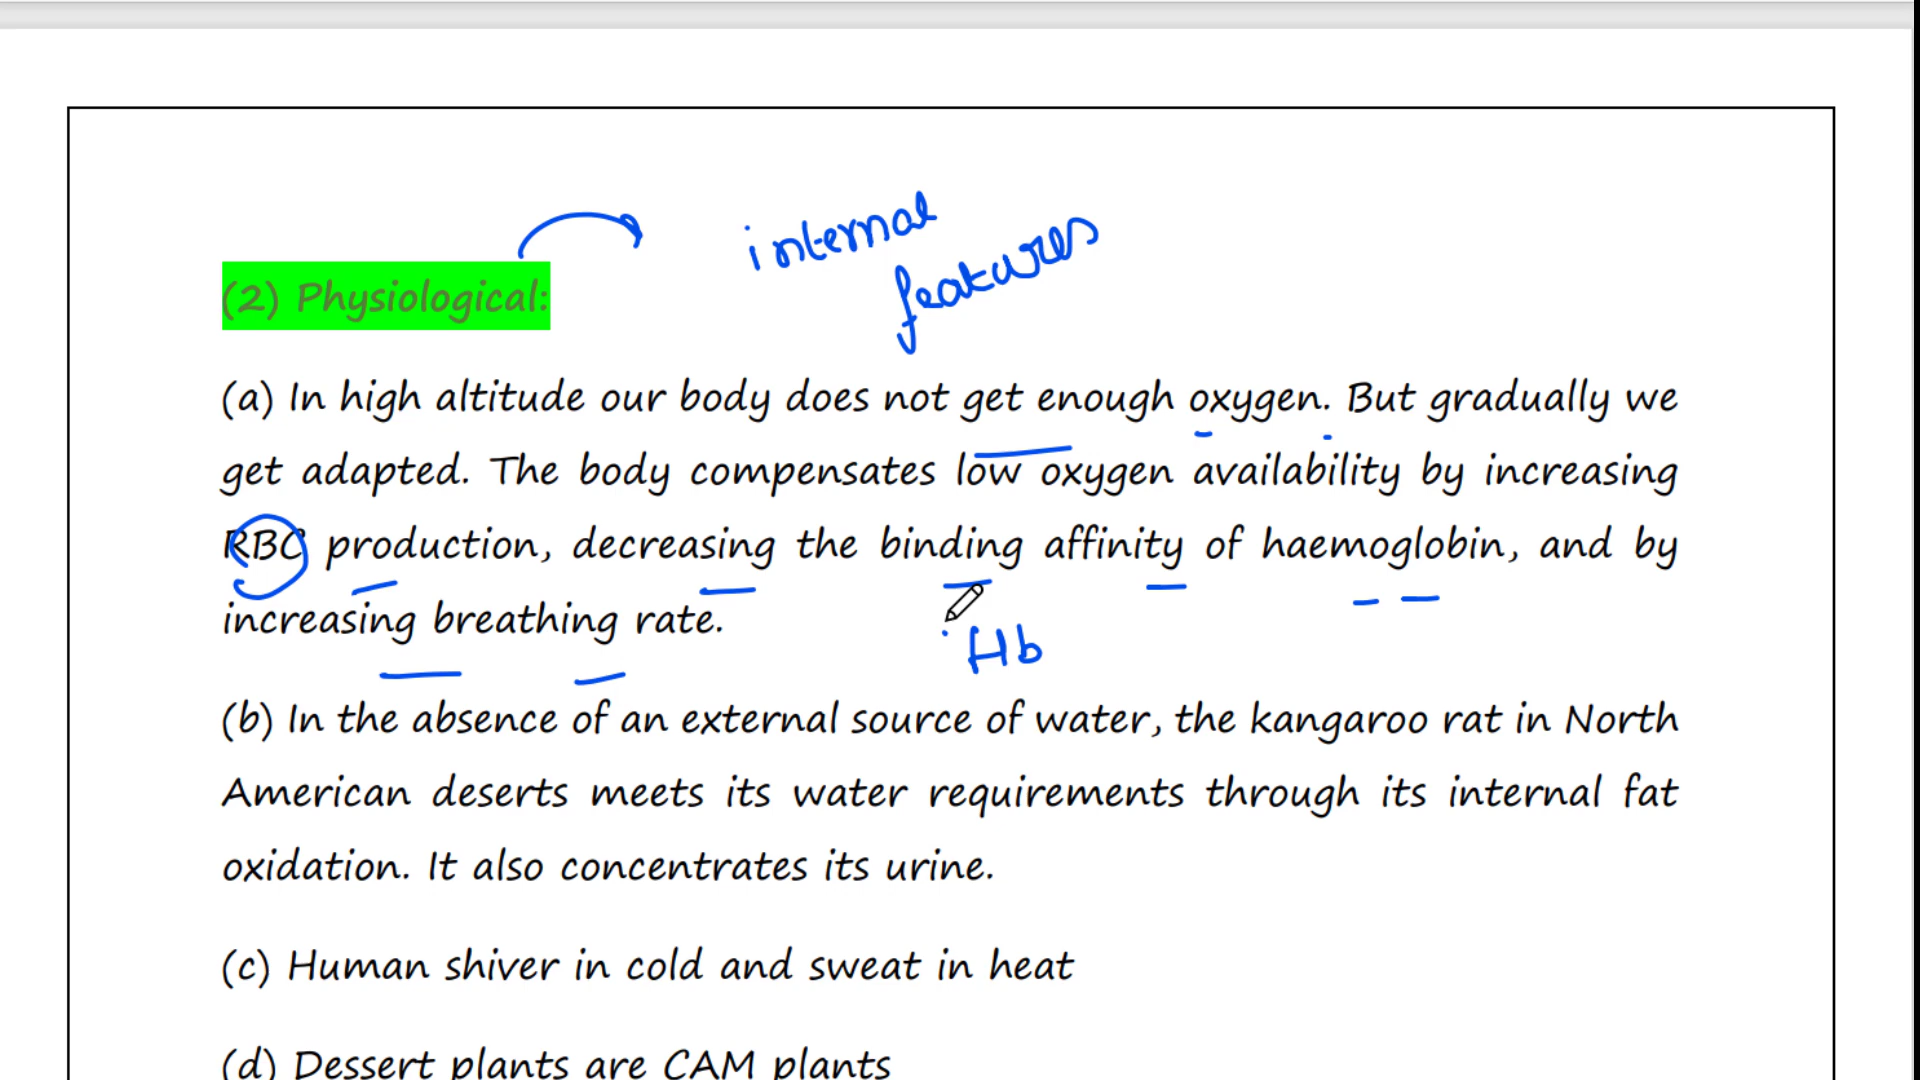 internal
features
(2) Physiological:
(a) In high altitude our body does not get enough oxygen. But gradually we
get adapted. The body compensates low oxygen availability by increasing
RBC production, decreasing the binding affinity of haemoglobin, and by
increasing breathing rate.
Hb
(b) In the absence of an external source of water, the kangaroo rat in North
American deserts meets its water requirements through its internal fat
oxidation. It also concentrates its urine.
(c) Human shiver in cold and sweat in heat
(d) Dessert plants are CAM plants